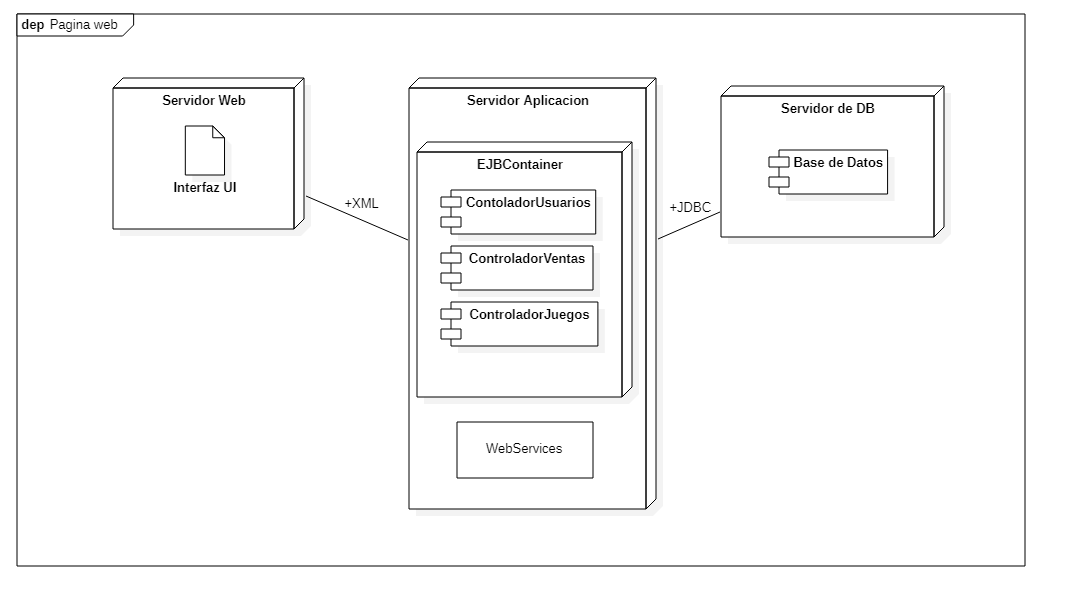 dep Pagina web
Servidor Web
Interfaz UI
+XML
Servidor Aplicacion
EJBContainer
ContoladorUsuarios
ControladorVentas
ControladorJuegos
WebServices
+JDBC
Servidor de DB
Base de Datos